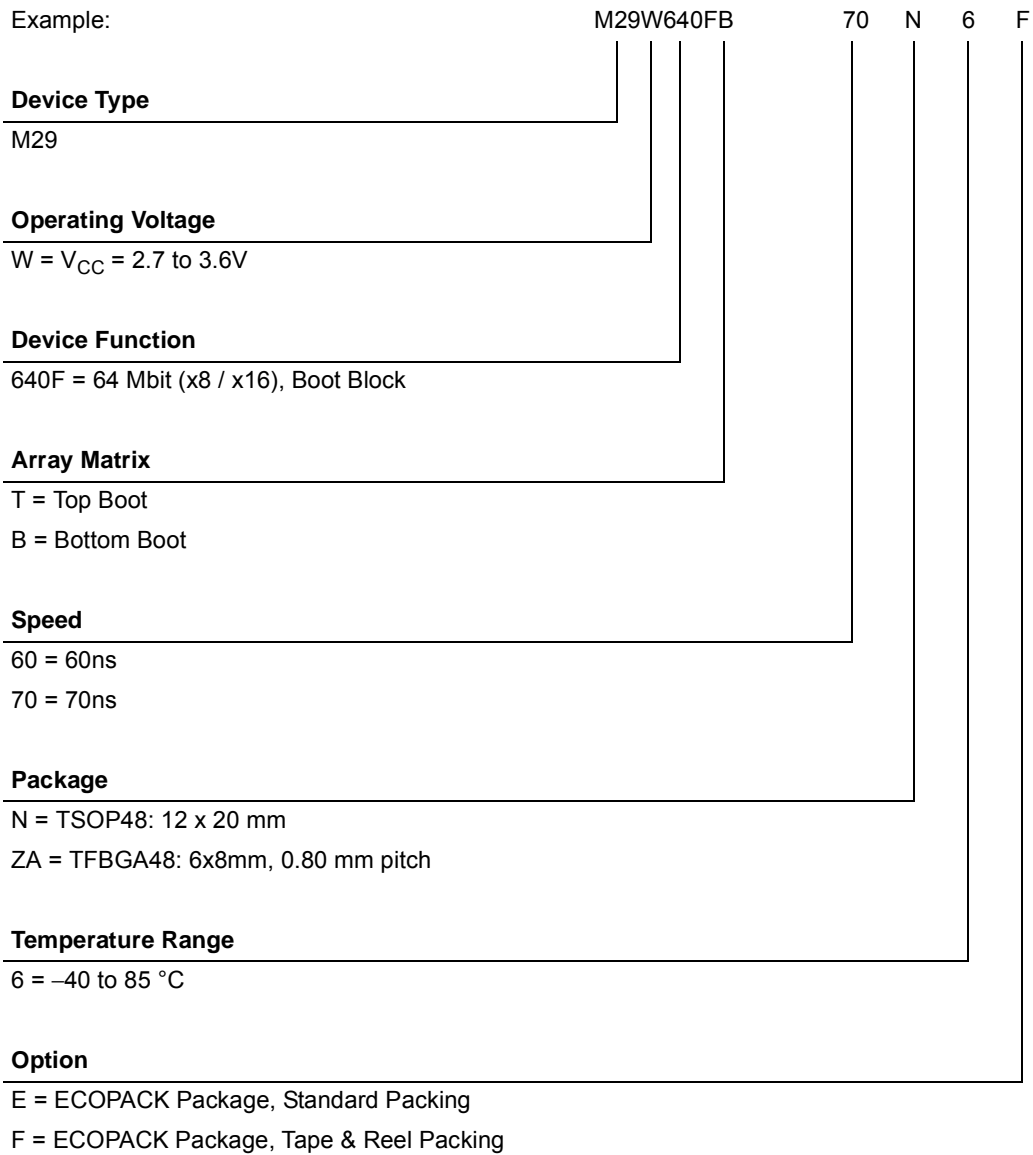 Example: M29W640FB 70 N 6 F
Device Type
M29
Operating Voltage
W = VCC = 2.7 to 3.6V
Device Function
640F = 64 Mbit (x8 / x16), Boot Block
Array Matrix
T = Top Boot
B = Bottom Boot
Speed
60 = 60ns
70 = 70ns
Package
N = TSOP48: 12 x 20 mm
ZA = TFBGA48: 6x8mm, 0.80 mm pitch
Temperature Range
6 = −40 to 85 °C
Option
E = ECOPACK Package, Standard Packing
F = ECOPACK Package, Tape & Reel Packing